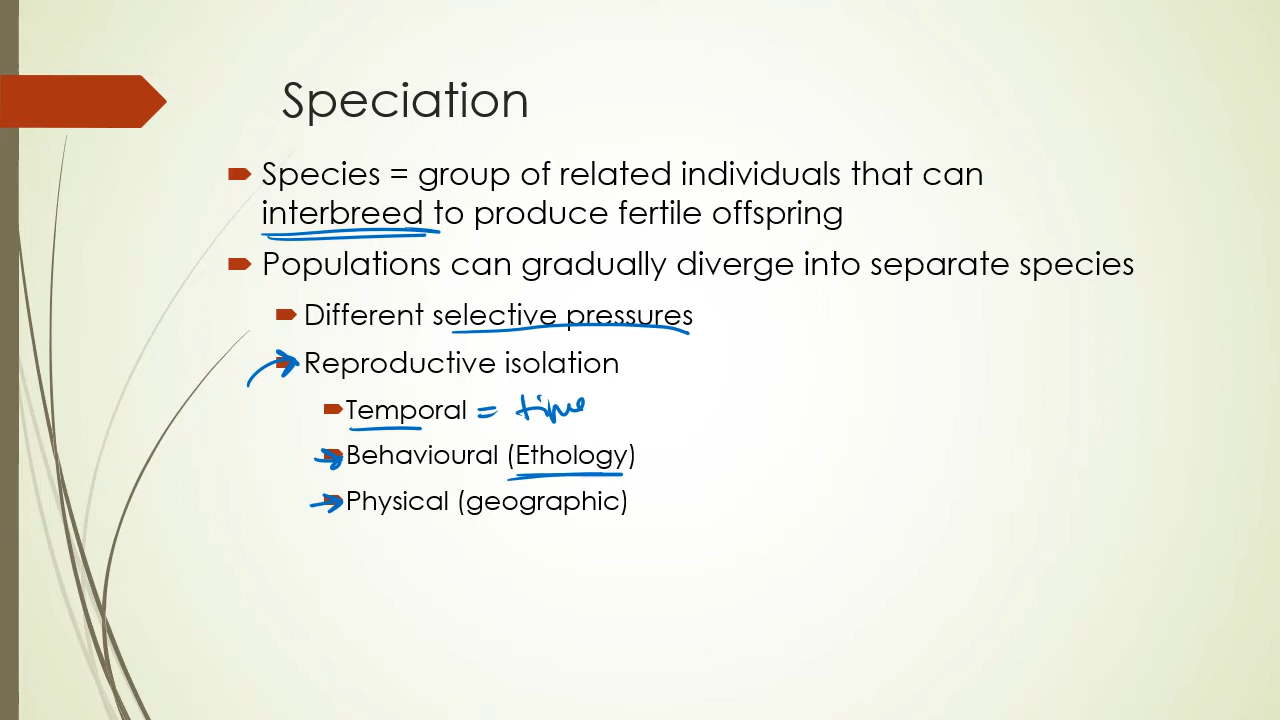 Speciation
Species = group of related individuals that can
interbreed to produce fertile offspring
Populations can gradually diverge into separate species
Different selective pressures
Reproductive isolation
Temporal = time
Behavioural (Ethology)
Physical (geographic)